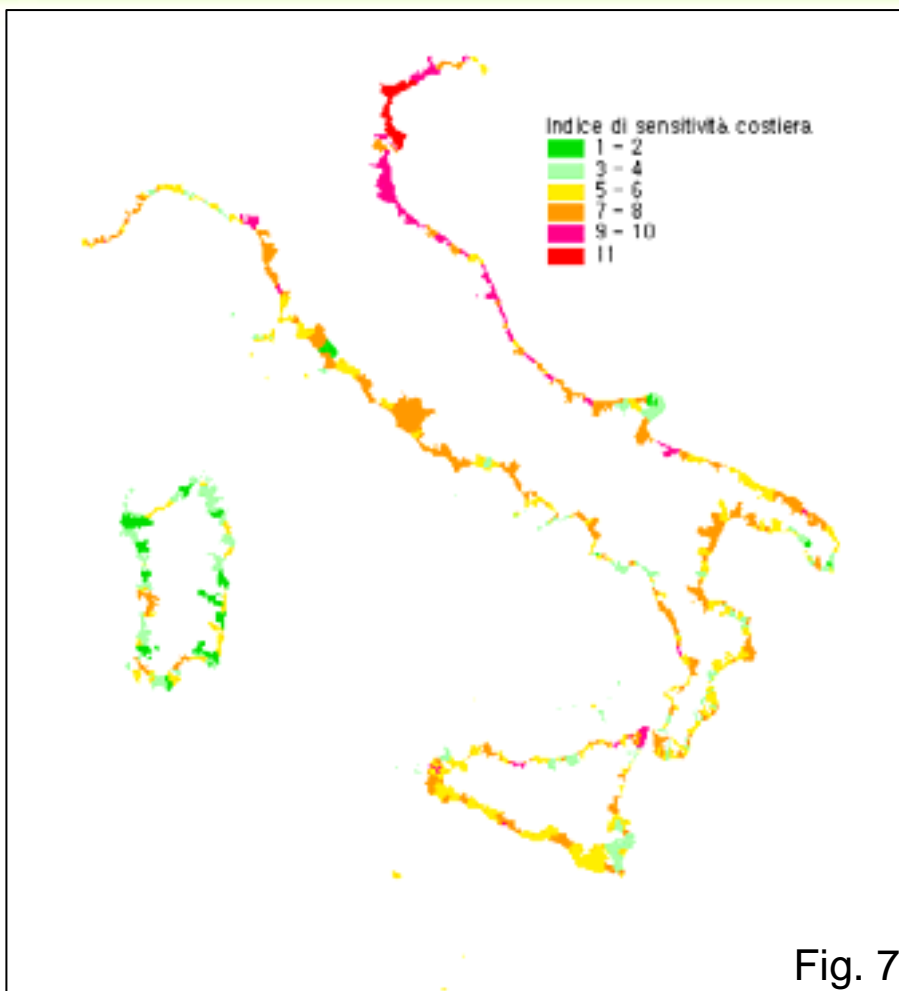 Indice di sensitività costiera
1 - 2
3 - 4
5 - 6
7 - 8
9 - 10
11
Fig. 7